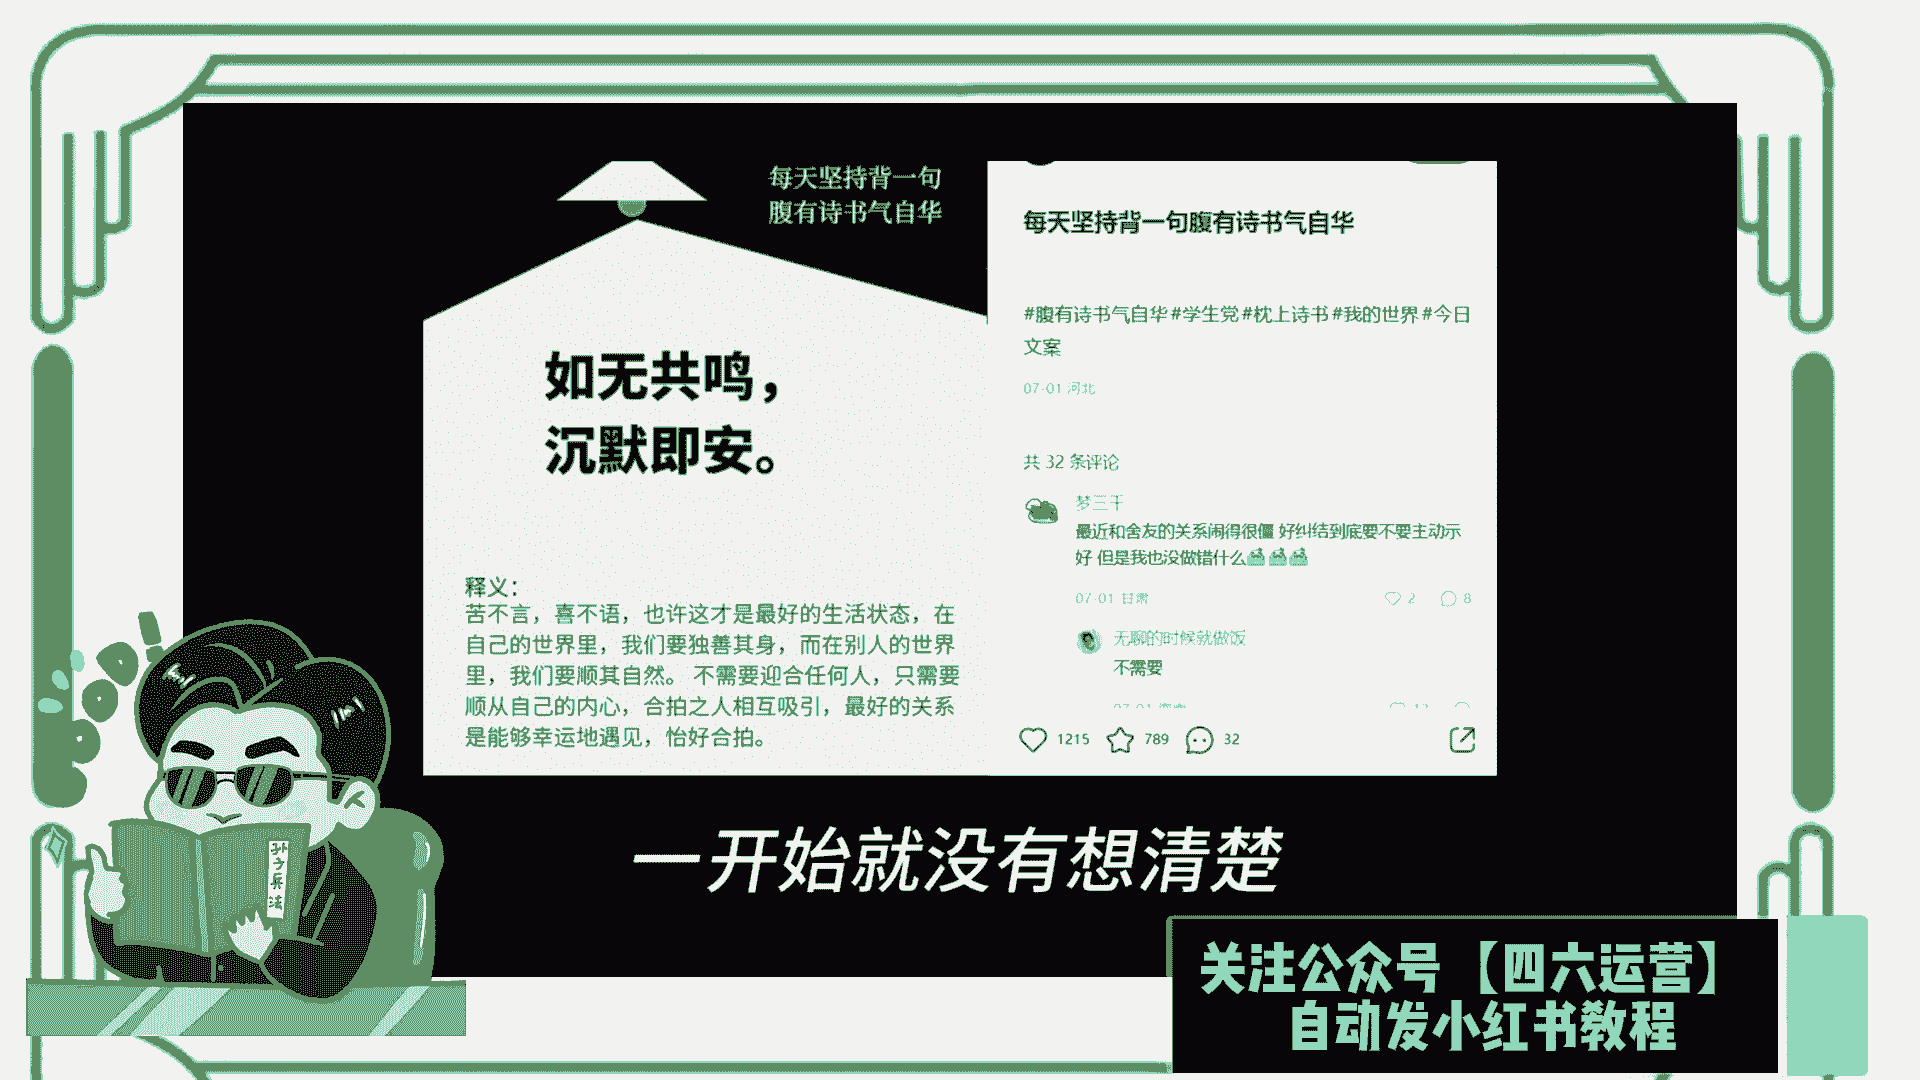 每天坚持背一句
腹有诗书气自华
如无共鸣，
沉默即安。
释义：
苦不言，喜不语，也许这才是最好的生活状态，在
自己的世界里，我们要独善其身，而在别人的世界
里，我们要顺其自然。 不需要迎合任何人，只需要
顺从自己的内心，合拍之人相互吸引，最好的关系
是能够幸运地遇见，恰好合拍。
每天坚持背一句腹有诗书气自华
#腹有诗书气自华 #学生党 #枕上诗书 #我的世界 #今日
文案
07-01 河北
共 32 条评论
梦三千
最近和舍友的关系闹得很僵 好纠结到底要不要主动示
好 但是我也没做错什么
07-01 甘肃
2
8
无聊的时候就做饭
不需要
1215
789
32
一开始就没有想清楚
孙子兵法
关注公众号【四六运营】
自动发小红书教程